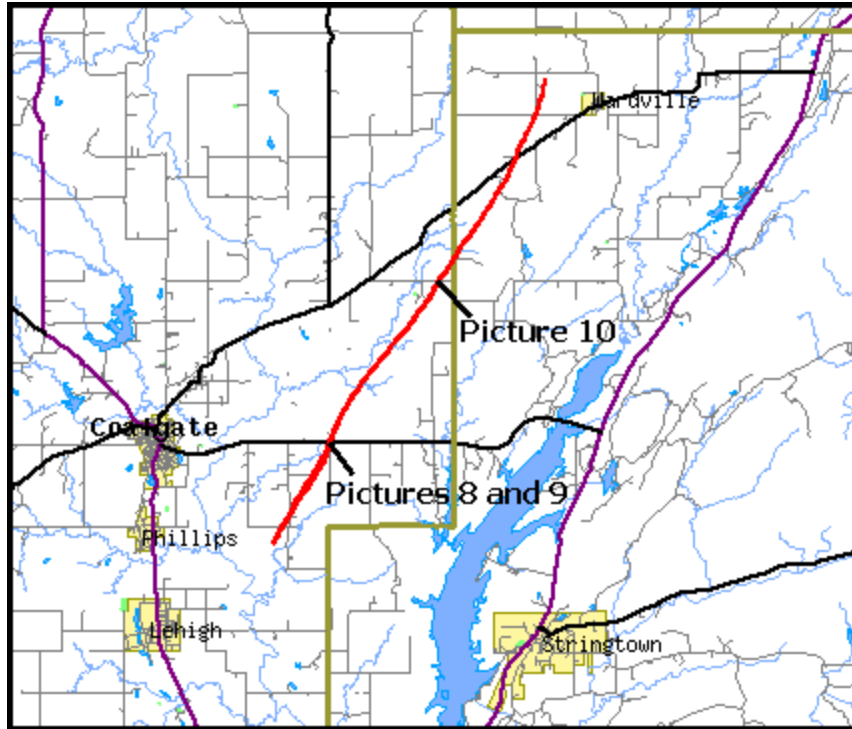 Wardville
Picture 10
Coalgate
Pictures 8 and 9
Phillips
Lehigh
Stringtown